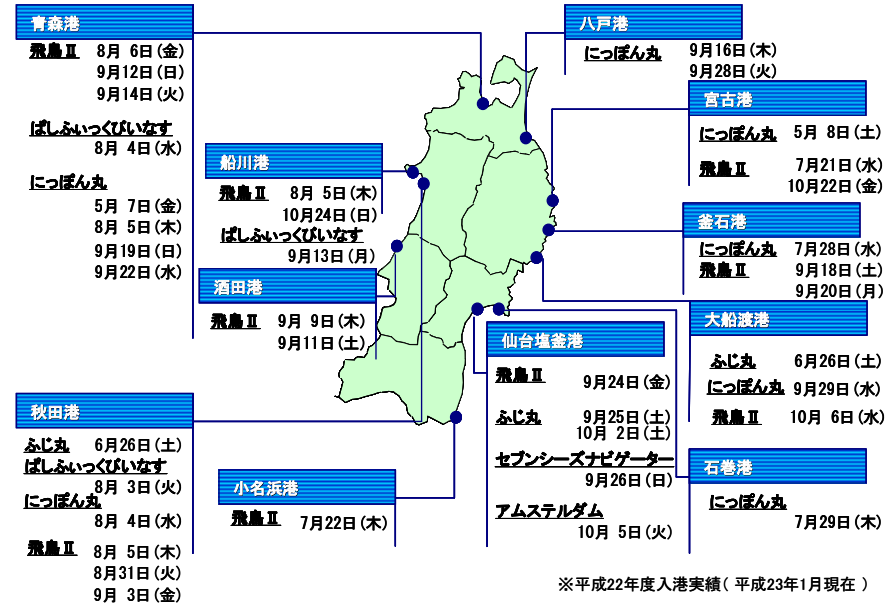 青森港
飛鳥Ⅱ 8月 6日(金)
9月12日(日)
9月14日(火)
ぱしふぃっくびいなす
8月 4日(水)
にっぽん丸
5月 7日(金)
8月 5日(木)
9月19日(日)
9月22日(水)
八戸港
にっぽん丸 9月16日(木)
9月28日(火)
宮古港
にっぽん丸 5月 8日(土)
飛鳥Ⅱ 7月21日(水)
10月22日(金)
船川港
飛鳥Ⅱ 8月 5日(木)
10月24日(日)
ぱしふぃっくびいなす
9月13日(月)
釜石港
にっぽん丸 7月28日(水)
飛鳥Ⅱ 9月18日(土)
9月20日(月)
酒田港
飛鳥Ⅱ 9月 9日(木)
9月11日(土)
大船渡港
ふじ丸 6月26日(土)
にっぽん丸 9月29日(水)
飛鳥Ⅱ 10月 6日(水)
仙台塩釜港
飛鳥Ⅱ 9月24日(金)
ふじ丸 9月25日(土)
10月 2日(土)
セブンシーズナビゲーター
9月26日(日)
アムステルダム
10月 5日(火)
秋田港
ふじ丸 6月26日(土)
ぱしふぃっくびいなす
8月 3日(火)
にっぽん丸
8月 4日(水)
飛鳥Ⅱ 8月 5日(木)
8月31日(火)
9月 3日(金)
小名浜港
飛鳥Ⅱ 7月22日(木)
石巻港
にっぽん丸
7月29日(木)
※平成22年度入港実績( 平成23年1月現在 )